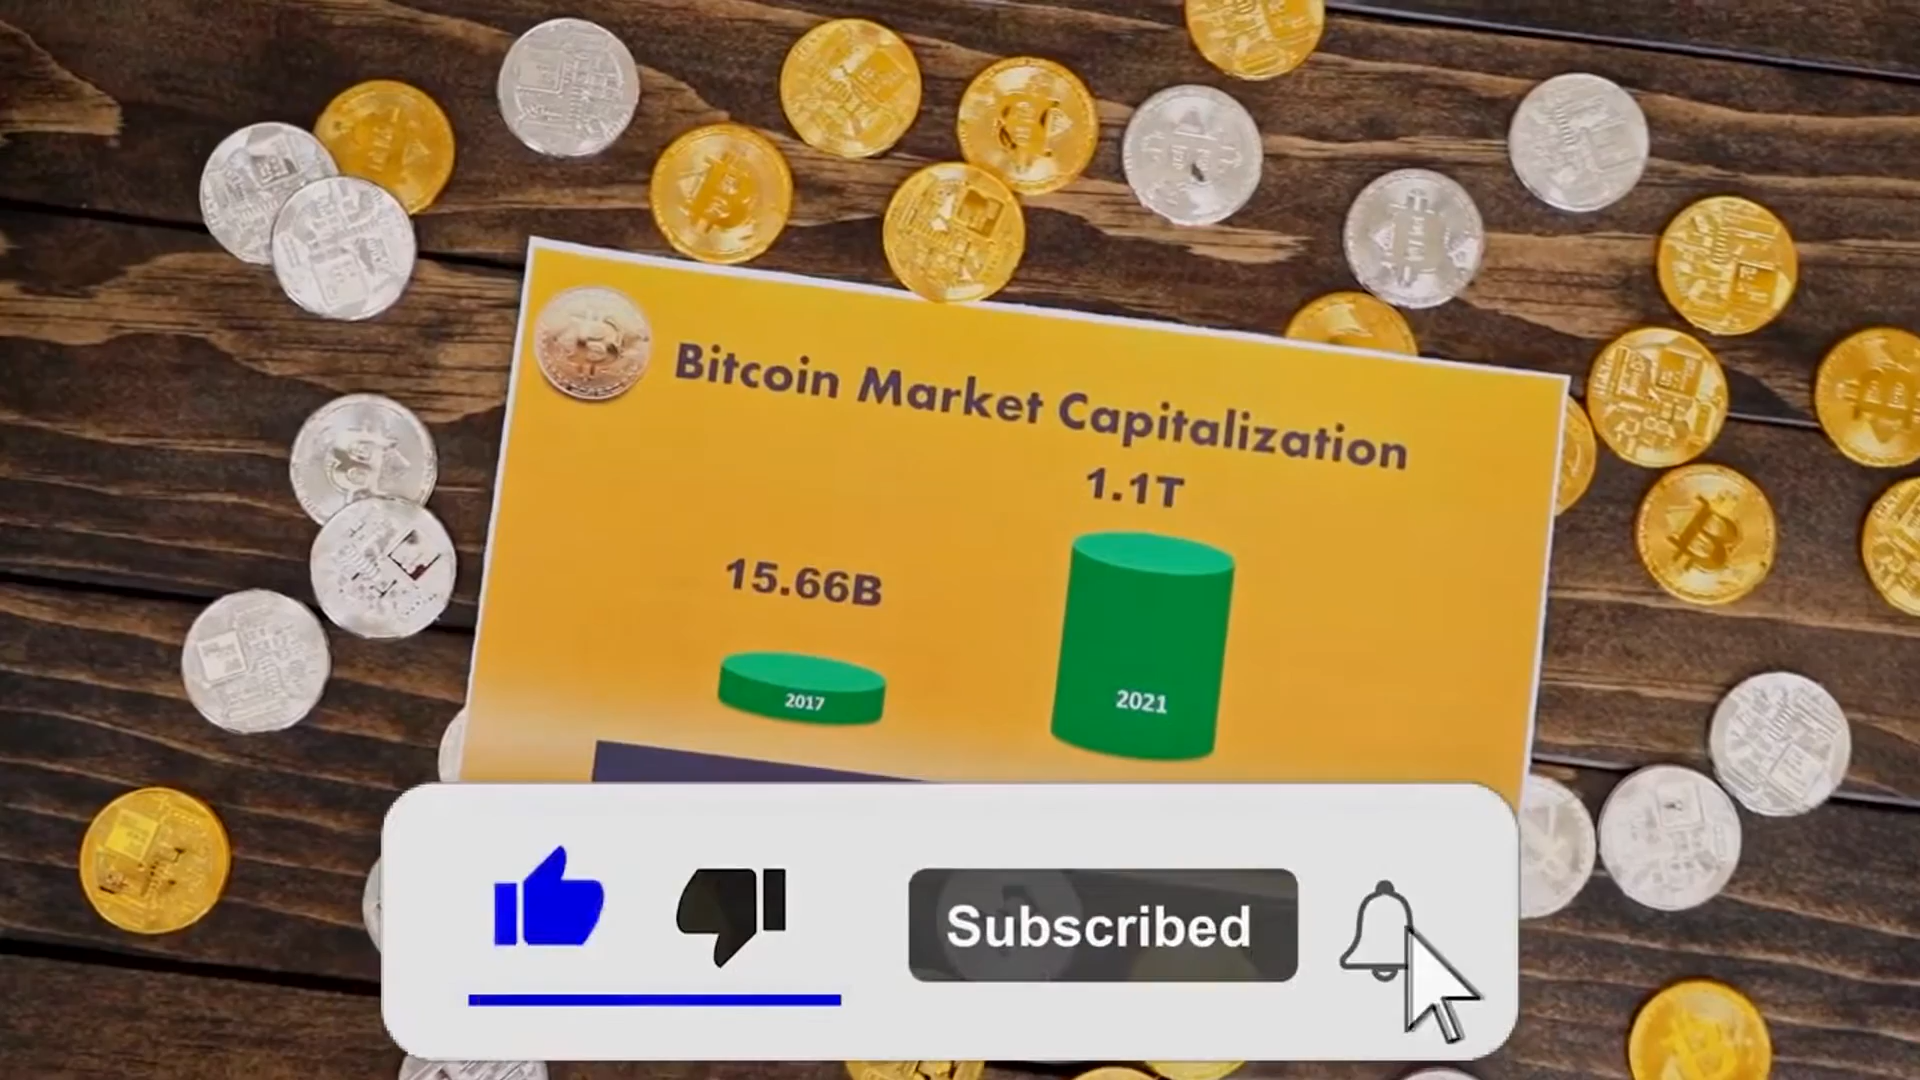 Bitcoin Market Capitalization
1.1T
15.66B
2017
2021
Subscribed